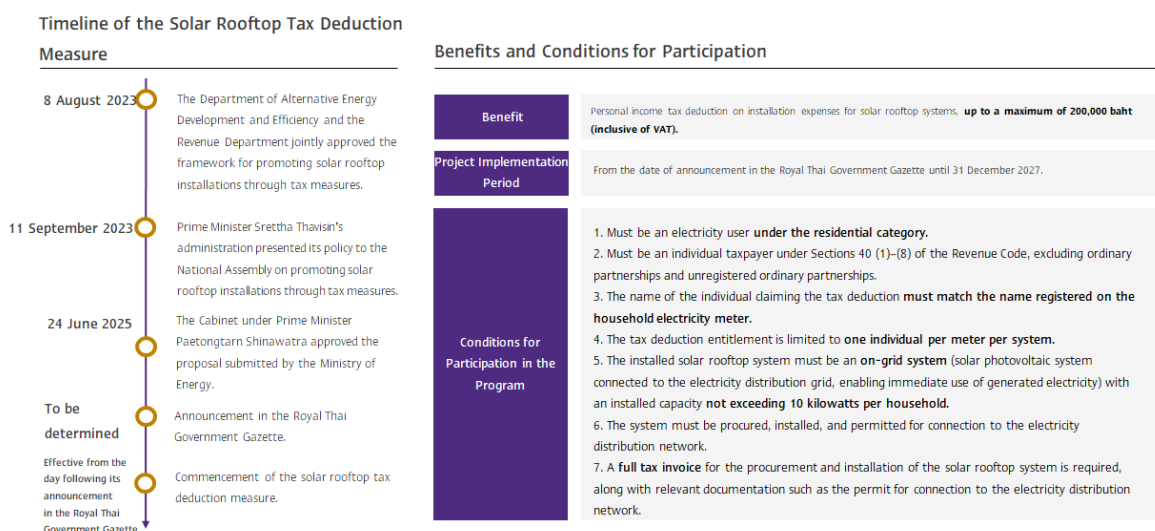 Timeline of the Solar Rooftop Tax Deduction
Measure
8 August 2023
The Department of Alternative Energy
Development and Efficiency and the
Revenue Department jointly approved the
framework for promoting solar rooftop
installations through tax measures.
11 September 2023
Prime Minister Srettha Thavisin's
administration presented its policy to the
National Assembly on promoting solar
rooftop installations through tax measures.
24 June 2025
The Cabinet under Prime Minister
Paetongtarn Shinawatra approved the
proposal submitted by the Ministry of
Energy.
To be
determined
Announcement in the Royal Thai
Government Gazette.
Effective from the
day following its
announcement
in the Royal Thai
Government Gazette
Commencement of the solar rooftop tax
deduction measure.
Benefits and Conditions for Participation
Benefit
Personal income tax deduction on installation expenses for solar rooftop systems, up to a maximum of 200,000 baht
(inclusive of VAT).
Project Implementation
Period
From the date of announcement in the Royal Thai Government Gazette until 31 December 2027.
Conditions for
Participation in the
Program
1. Must be an electricity user under the residential category.
2. Must be an individual taxpayer under Sections 40 (1)–(8) of the Revenue Code, excluding ordinary
partnerships and unregistered ordinary partnerships.
3. The name of the individual claiming the tax deduction must match the name registered on the
household electricity meter.
4. The tax deduction entitlement is limited to one individual per meter per system.
5. The installed solar rooftop system must be an on-grid system (solar photovoltaic system
connected to the electricity distribution grid, enabling immediate use of generated electricity) with
an installed capacity not exceeding 10 kilowatts per household.
6. The system must be procured, installed, and permitted for connection to the electricity
distribution network.
7. A full tax invoice for the procurement and installation of the solar rooftop system is required,
along with relevant documentation such as the permit for connection to the electricity distribution
network.